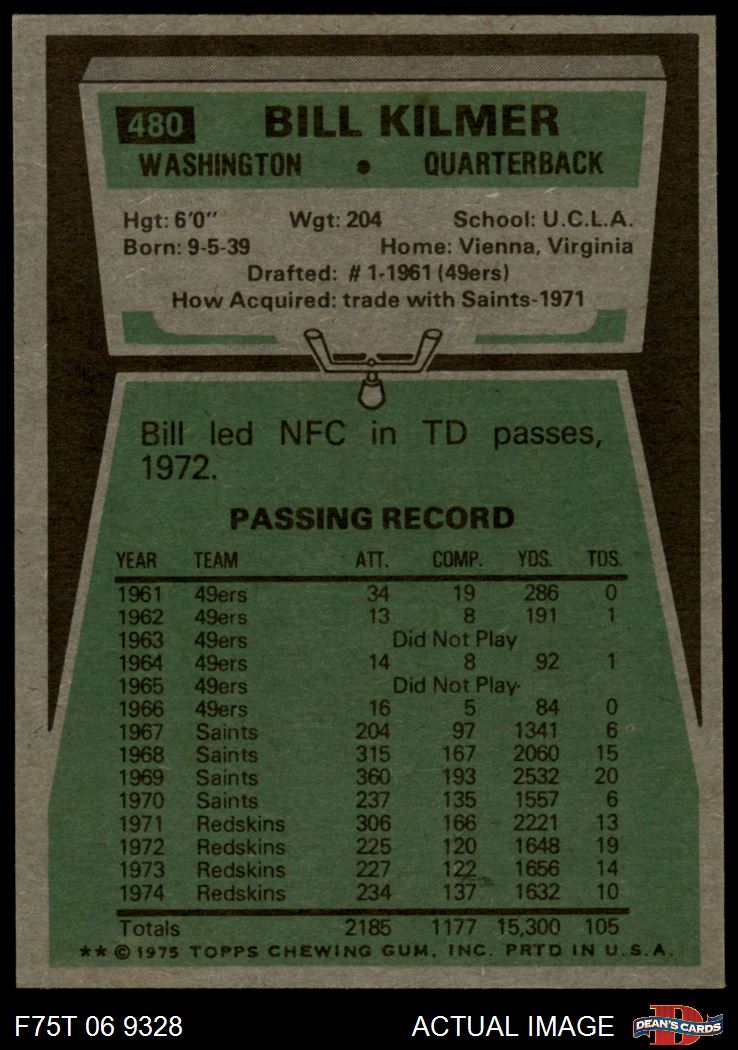 480 BILL KILMER
WASHINGTON • QUARTERBACK
Hgt: 6'0" Wgt: 204 School: U.C.L.A.
Born: 9-5-39 Home: Vienna, Virginia
Drafted: #1-1961 (49ers)
How Acquired: trade with Saints-1971
Bill led NFC in TD passes,
1972.
PASSING RECORD
YEAR TEAM ATT. COMP. YDS. TDS.
1961 49ers 34 19 286 0
1962 49ers 13 8 191 1
1963 49ers Did Not Play
1964 49ers 14 8 92 1
1965 49ers Did Not Play
1966 49ers 16 5 84 0
1967 Saints 204 97 1341 6
1968 Saints 315 167 2060 15
1969 Saints 360 193 2532 20
1970 Saints 237 135 1557 6
1971 Redskins 306 166 2221 13
1972 Redskins 225 120 1648 19
1973 Redskins 227 122 1656 14
1974 Redskins 234 137 1632 10
Totals 2185 1177 15,300 105
** © 1975 TOPPS CHEWING GUM, INC. PRTD IN U.S.A.
F75T 06 9328 ACTUAL IMAGE DEAN'S CARDS